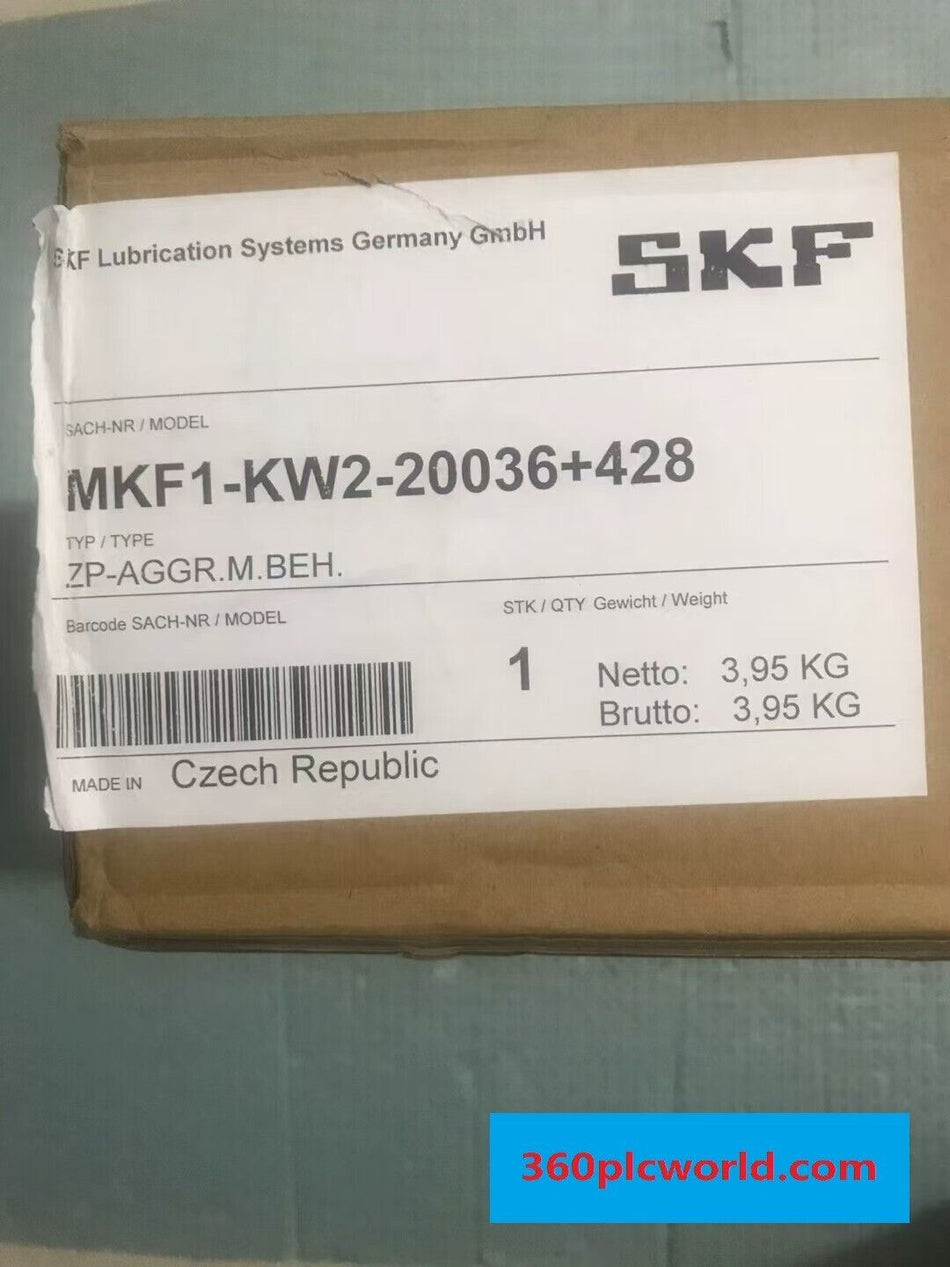 SKF Lubrication Systems Germany GmbH
SKF
SACH-NR / MODEL
MKF1-KW2-20036+428
TYP / TYPE
ZP-AGGR.M.BEH.
Barcode SACH-NR / MODEL
STK / QTY Gewicht / Weight
1
Netto: 3,95 KG
Brutto: 3,95 KG
MADE IN Czech Republic
360plcworld.com